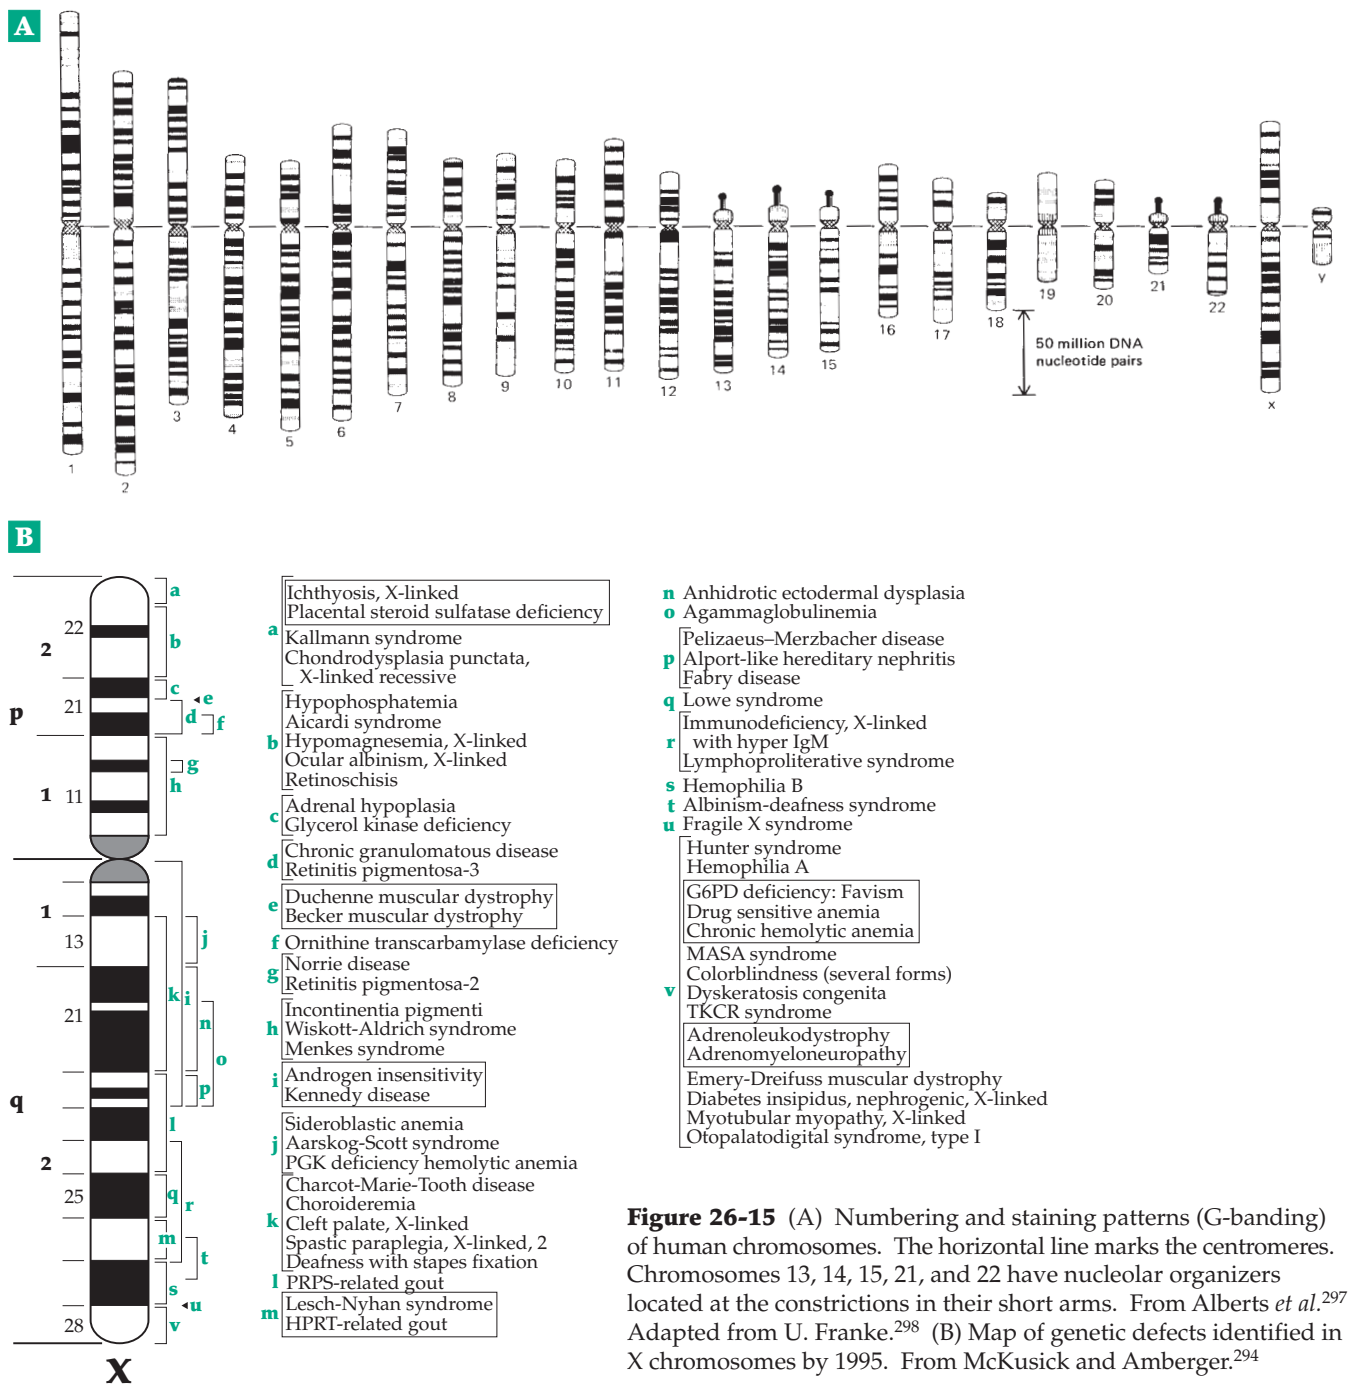 A
1
2
3
4
5
6
7
8
9
10
11
12
13
14
15
16
17
18
19
20
21
22
x
y
50 million DNA
nucleotide pairs
B
p
2
22
21
1
11
q
1
13
21
2
25
28
X
a
b
c
e
d
f
g
h
j
k
i
n
o
p
l
q
r
m
t
s
u
v
a
Ichthyosis, X-linked
Placental steroid sulfatase deficiency
Kallmann syndrome
Chondrodysplasia punctata,
X-linked recessive
b
Hypophosphatemia
Aicardi syndrome
Hypomagnesemia, X-linked
Ocular albinism, X-linked
Retinoschisis
c
Adrenal hypoplasia
Glycerol kinase deficiency
d
Chronic granulomatous disease
Retinitis pigmentosa-3
e
Duchenne muscular dystrophy
Becker muscular dystrophy
f Ornithine transcarbamylase deficiency
g
Norrie disease
Retinitis pigmentosa-2
h
Incontinentia pigmenti
Wiskott-Aldrich syndrome
Menkes syndrome
i
Androgen insensitivity
Kennedy disease
j
Sideroblastic anemia
Aarskog-Scott syndrome
PGK deficiency hemolytic anemia
k
Charcot-Marie-Tooth disease
Choroideremia
Cleft palate, X-linked
Spastic paraplegia, X-linked, 2
Deafness with stapes fixation
l PRPS-related gout
m
Lesch-Nyhan syndrome
HPRT-related gout
n Anhidrotic ectodermal dysplasia
o Agammaglobulinemia
p
Pelizaeus–Merzbacher disease
Alport-like hereditary nephritis
Fabry disease
q Lowe syndrome
r
Immunodeficiency, X-linked
with hyper IgM
Lymphoproliterative syndrome
s Hemophilia B
t Albinism-deafness syndrome
u Fragile X syndrome
v
Hunter syndrome
Hemophilia A
G6PD deficiency: Favism
Drug sensitive anemia
Chronic hemolytic anemia
MASA syndrome
Colorblindness (several forms)
Dyskeratosis congenita
TKCR syndrome
Adrenoleukodystrophy
Adrenomyeloneuropathy
Emery-Dreifuss muscular dystrophy
Diabetes insipidus, nephrogenic, X-linked
Myotubular myopathy, X-linked
Otopalatodigital syndrome, type I
Figure 26-15 (A) Numbering and staining patterns (G-banding)
of human chromosomes. The horizontal line marks the centromeres.
Chromosomes 13, 14, 15, 21, and 22 have nucleolar organizers
located at the constrictions in their short arms. From Alberts et al.297
Adapted from U. Franke.298 (B) Map of genetic defects identified in
X chromosomes by 1995. From McKusick and Amberger.294